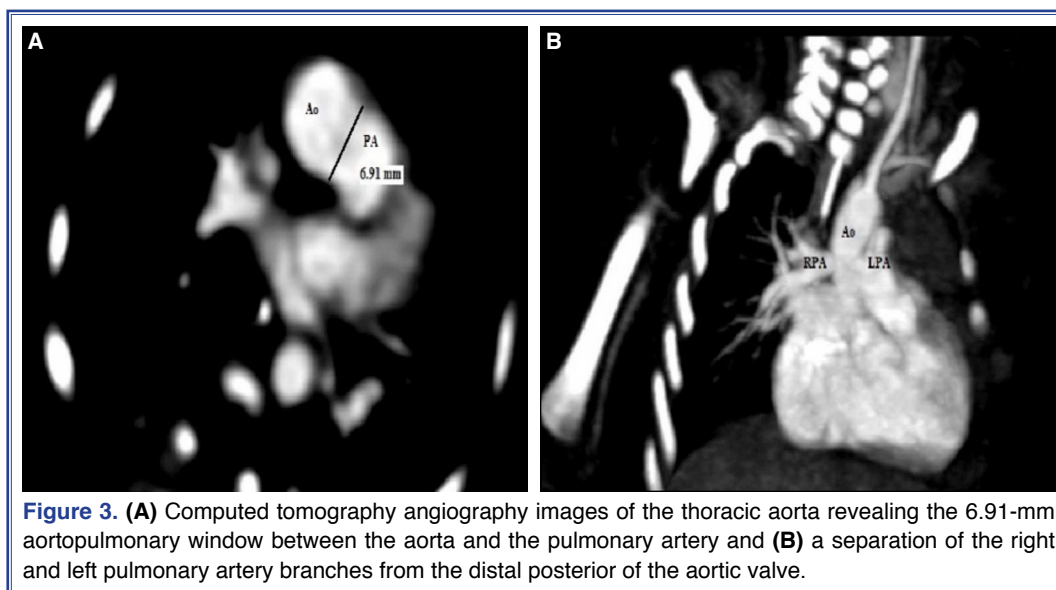 A
Ao
PA
6.91 mm
B
Ao
RPA
LPA
Figure 3. (A) Computed tomography angiography images of the thoracic aorta revealing the 6.91-mm
aortopulmonary window between the aorta and the pulmonary artery and (B) a separation of the right
and left pulmonary artery branches from the distal posterior of the aortic valve.